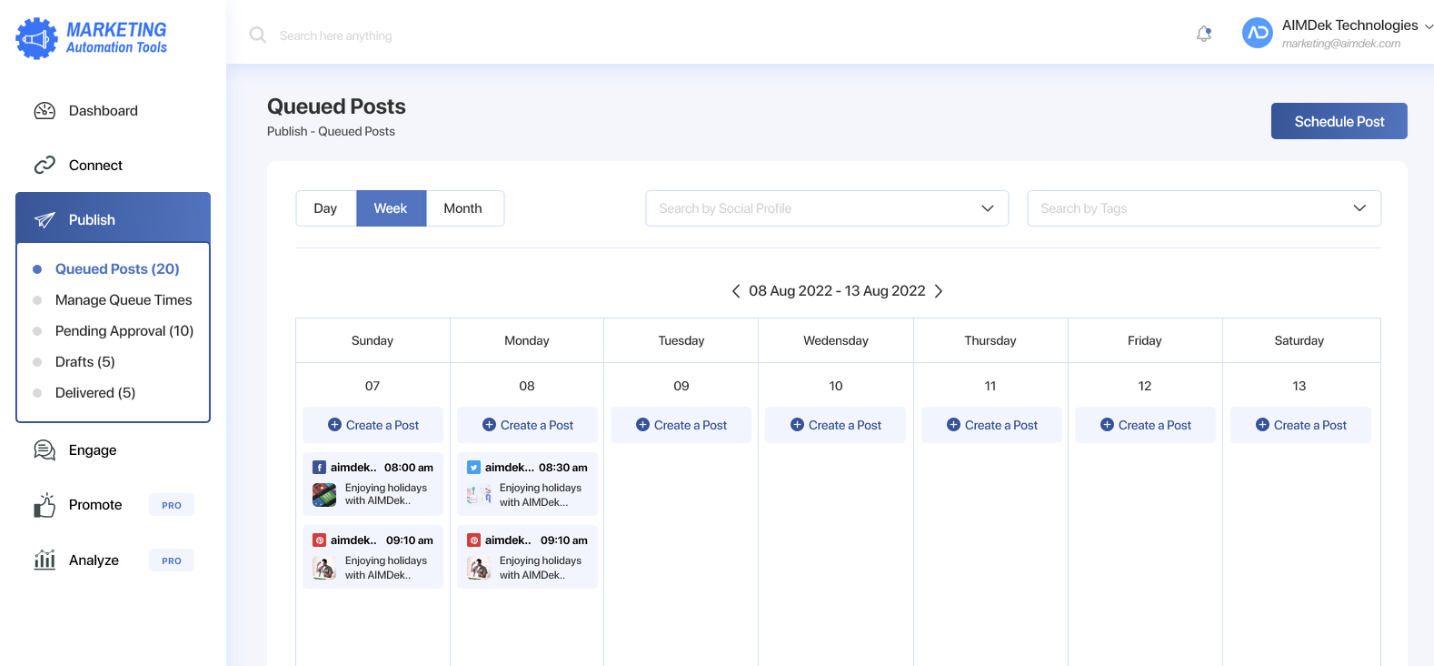 MARKETING
Automation Tools
Search here anything
AIMDek Technologies
marketing@aimdek.com
Dashboard
Connect
Publish
Queued Posts (20)
Manage Queue Times
Pending Approval (10)
Drafts (5)
Delivered (5)
Engage
Promote PRO
Analyze PRO
Queued Posts
Publish - Queued Posts
Schedule Post
Day Week Month
Search by Social Profile
Search by Tags
08 Aug 2022 - 13 Aug 2022
Sunday Monday Tuesday Wednesday Thursday Friday Saturday
07 08 09 10 11 12 13
Create a Post Create a Post Create a Post Create a Post Create a Post Create a Post Create a Post
aimdek.. 08:00 am
Enjoying holidays
with AIMDek..
aimdek.. 09:10 am
Enjoying holidays
with AIMDek..
aimdek... 08:30 am
Enjoying holidays
with AIMDek...
aimdek.. 09:10 am
Enjoying holidays
with AIMDek..